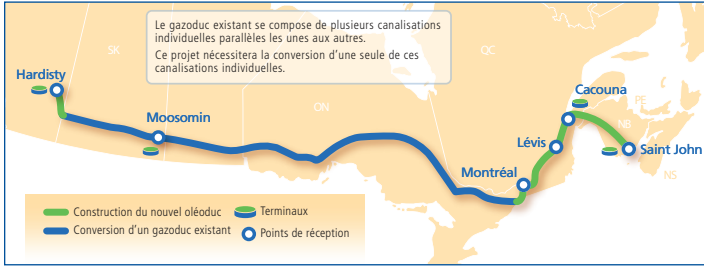 Le gazoduc existant se compose de plusieurs canalisations
individuelles parallèles les unes aux autres.
Ce projet nécessitera la conversion d'une seule de ces
canalisations individuelles.
SK
QC
Hardisty
Cacouna
PE
Moosomin
ON
NB
Lévis
Saint John
Montréal
NS
Construction du nouvel oléoduc
Terminaux
Conversion d'un gazoduc existant
Points de réception